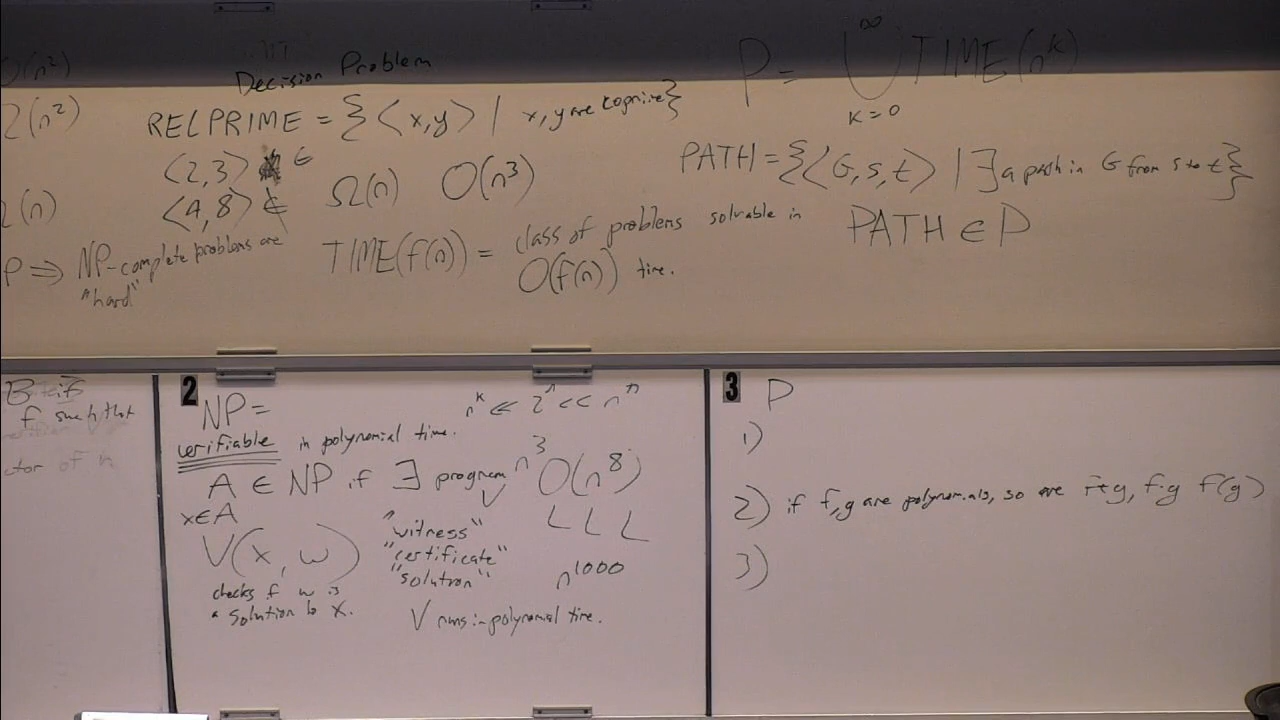 Decision Problem
RELPRIME = {<x,y> | x,y are coprime}
<2,3> ∈
<4,8> ∉
Ω(n) O(n³)
TIME(f(n)) = class of problems solvable in
O(f(n)) time.
P = ∞ ⋃ k=0 TIME(n^k)
PATH = {<G,s,t> | ∃ a path in G from s to t}
PATH ∈ P
(n²)
Ω(n²)
Ω(n)
P ⇒ NP-complete problems are
"hard"
f such that
2
NP =
verifiable in polynomial time.
n^k << 2^n << n^n
A ∈ NP if ∃ program V
n³ O(n⁸)
x∈A
V(x, w)
checks if w is
a solution to x.
"witness"
"certificate"
"solution"
L L L
n^1000
V runs in polynomial time.
3
P
1)
2) if f,g are polynomials, so are f+g, f·g f(g)
3)